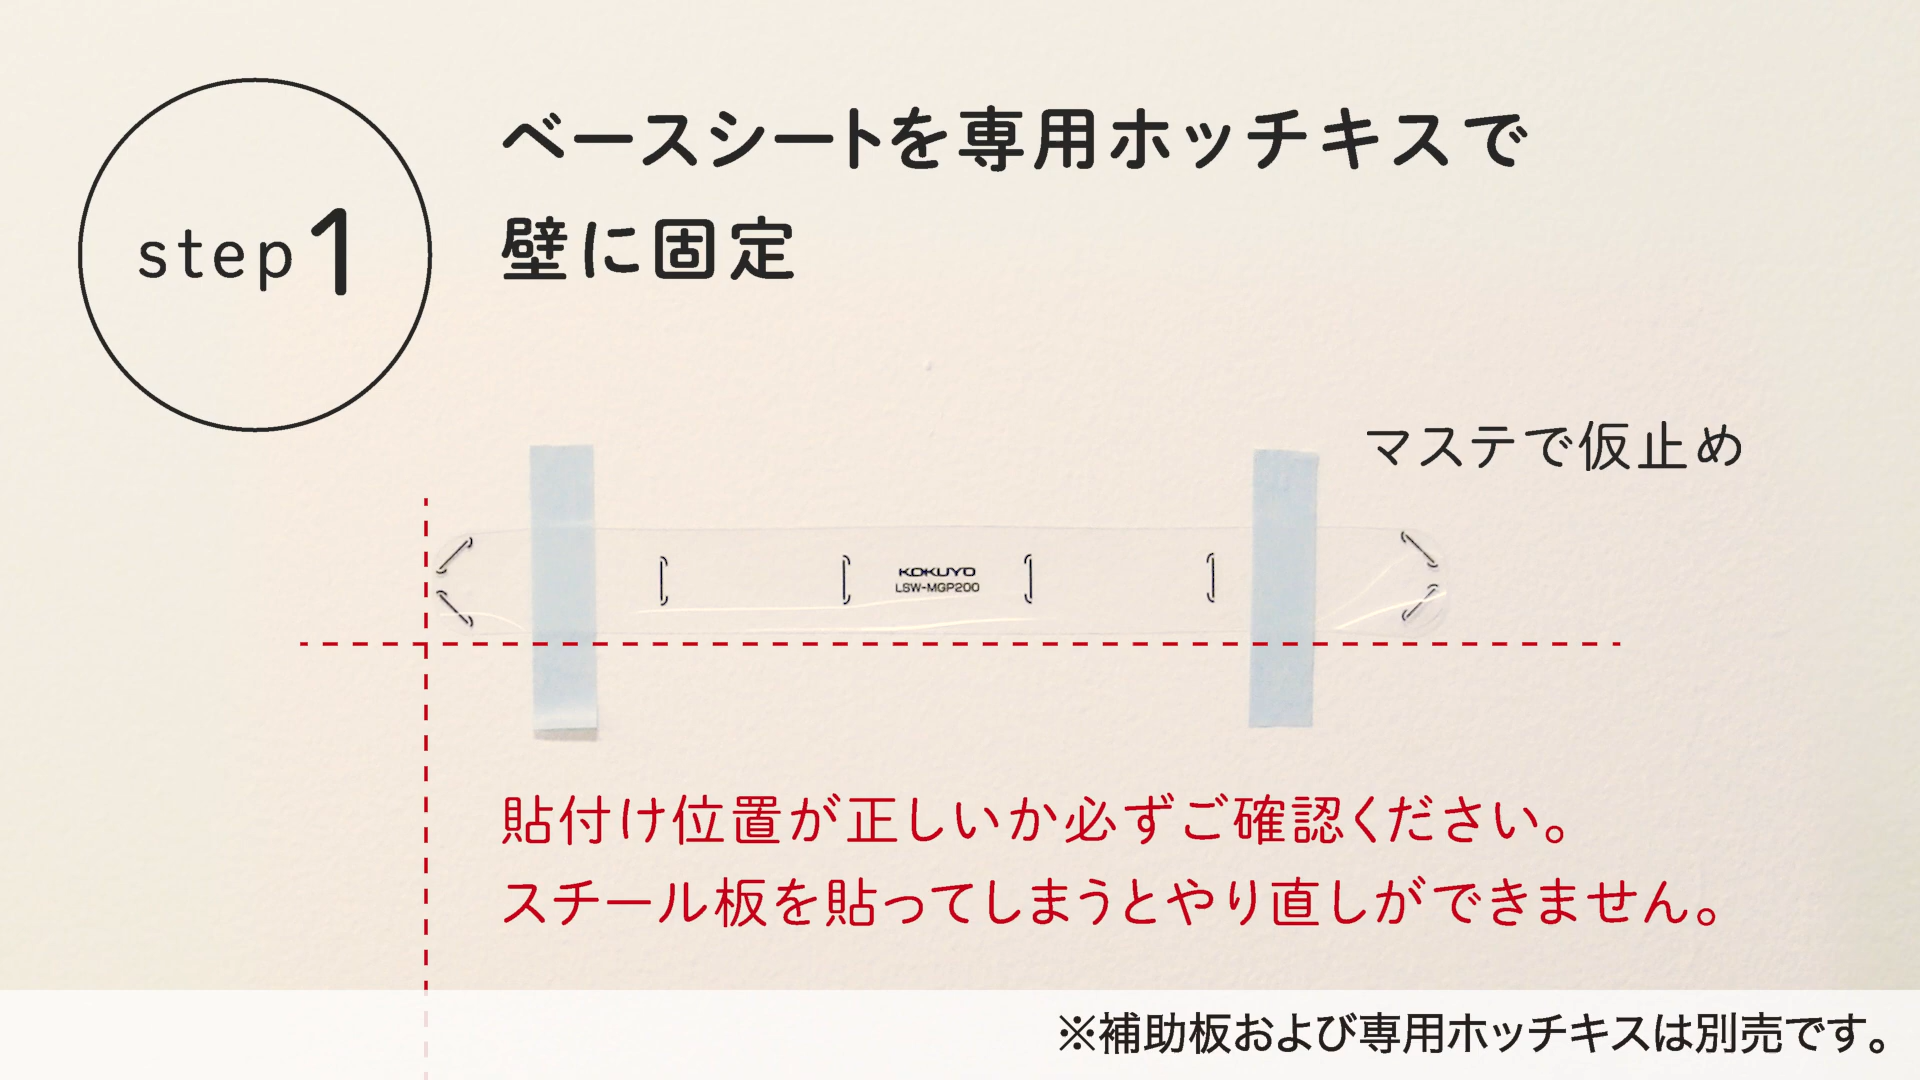 step1
ベースシートを専用ホッチキスで
壁に固定
マステで仮止め
KOKUYO
LSW-MGP200
貼付け位置が正しいか必ずご確認ください。
スチール板を貼ってしまうとやり直しができません。
※補助板および専用ホッチキスは別売です。